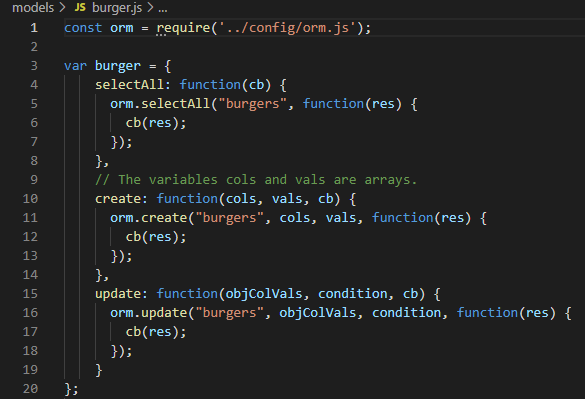 models > JS burger.js > ...
1 const orm = require('../config/orm.js');
2
3 var burger = {
4 selectAll: function(cb) {
5 orm.selectAll("burgers", function(res) {
6 cb(res);
7 });
8 },
9 // The variables cols and vals are arrays.
10 create: function(cols, vals, cb) {
11 orm.create("burgers", cols, vals, function(res) {
12 cb(res);
13 });
14 },
15 update: function(objColVals, condition, cb) {
16 orm.update("burgers", objColVals, condition, function(res) {
17 cb(res);
18 });
19 }
20 };